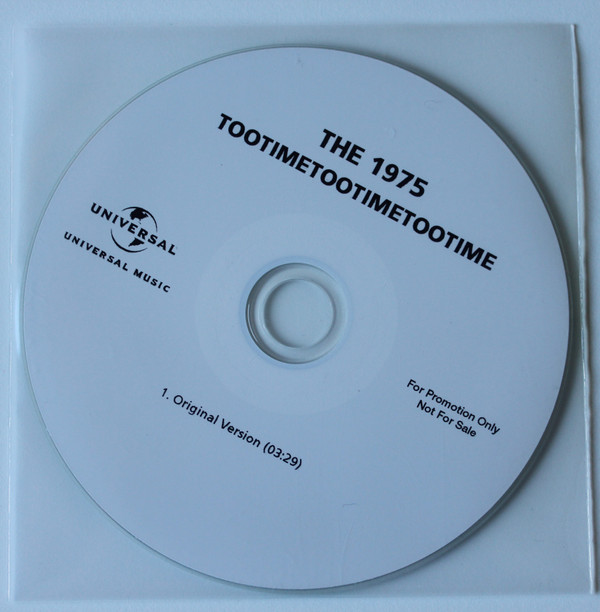 THE 1975
TOOTIMETOOTIMETOOTIME
UNIVERSAL
UNIVERSAL MUSIC
For Promotion Only
Not For Sale
1. Original Version (03:29)